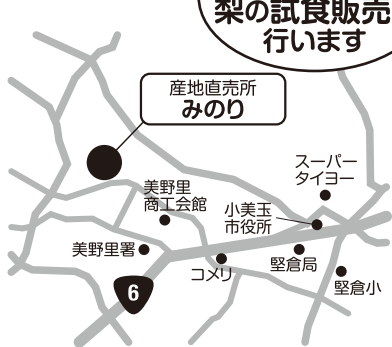 梨の試食販売
行います
産地直売所
みのり
スーパー
タイヨー
美野里
商工会館
小美玉
市役所
美野里署
コメリ
堅倉局
堅倉小
6